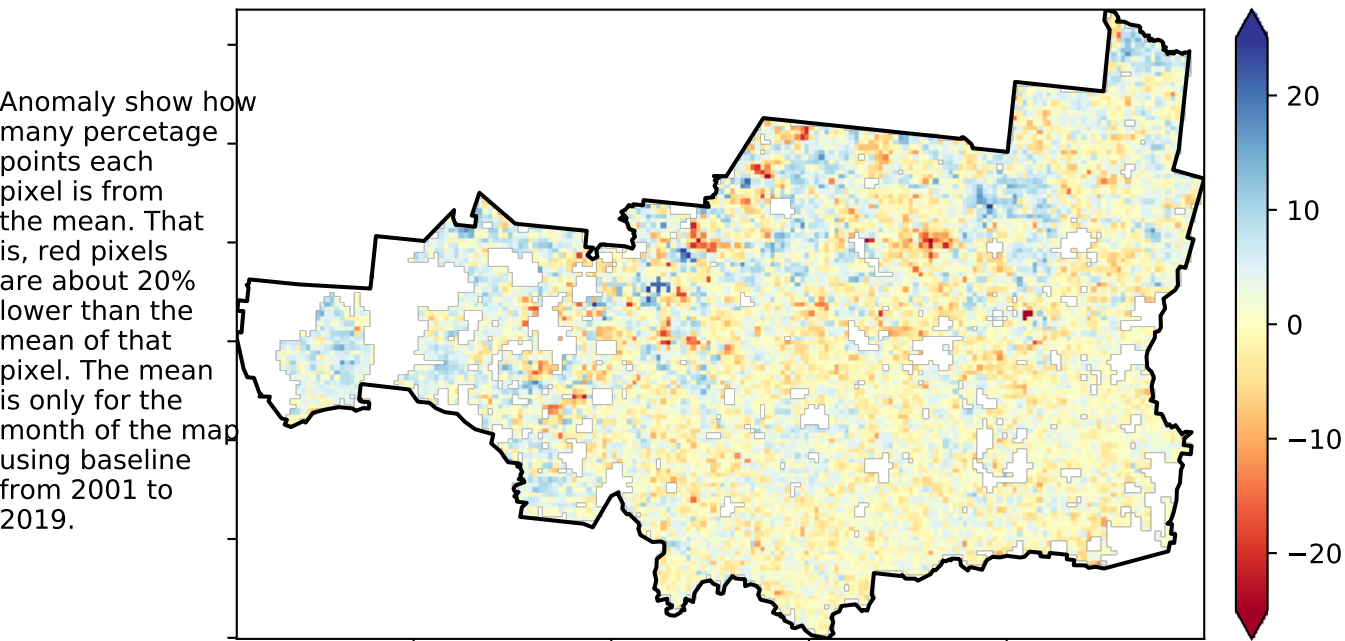 Anomaly show how
many percetage
points each
pixel is from
the mean. That
is, red pixels
are about 20%
lower than the
mean of that
pixel. The mean
is only for the
month of the map
using baseline
from 2001 to
2019.
20
10
0
−10
−20